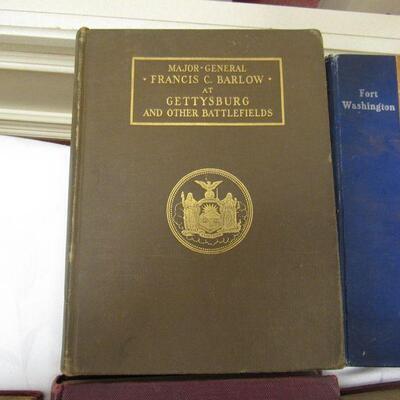 MAJOR-GENERAL
· FRANCIS C. BARLOW ·
AT
GETTYSBURG
AND OTHER BATTLEFIELDS
Fort
Washington